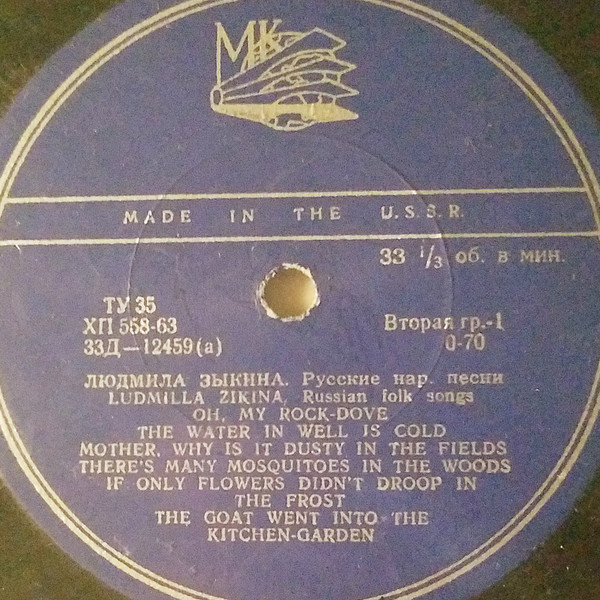 МК
MADE IN THE U.S.S.R.
33 1/3 об. в мин.
ТУ 35
ХП 558-63
33Д—12459(а)
Вторая гр.-1
0-70
ЛЮДМИЛА ЗЫКИНА. Русские нар. песни
LUDMILLA ZIKINA, Russian folk songs
OH, MY ROCK-DOVE
THE WATER IN WELL IS COLD
MOTHER, WHY IS IT DUSTY IN THE FIELDS
THERE'S MANY MOSQUITOES IN THE WOODS
IF ONLY FLOWERS DIDN'T DROOP IN
THE FROST
THE GOAT WENT INTO THE
KITCHEN-GARDEN